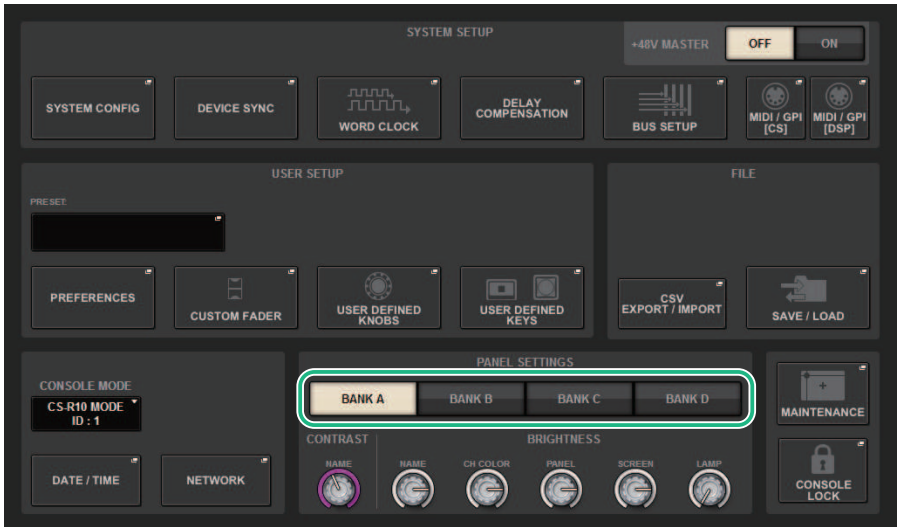 SYSTEM SETUP
+48V MASTER OFF ON
SYSTEM CONFIG
DEVICE SYNC
WORD CLOCK
DELAY
COMPENSATION
BUS SETUP
MIDI / GPI
[CS]
MIDI / GPI
[DSP]
USER SETUP
PRESET:
PREFERENCES
CUSTOM FADER
USER DEFINED
KNOBS
USER DEFINED
KEYS
FILE
CSV
EXPORT / IMPORT
SAVE / LOAD
CONSOLE MODE
CS-R10 MODE
ID : 1
DATE / TIME
NETWORK
PANEL SETTINGS
BANK A BANK B BANK C BANK D
CONTRAST
NAME
BRIGHTNESS
NAME CH COLOR PANEL SCREEN LAMP
MAINTENANCE
CONSOLE
LOCK